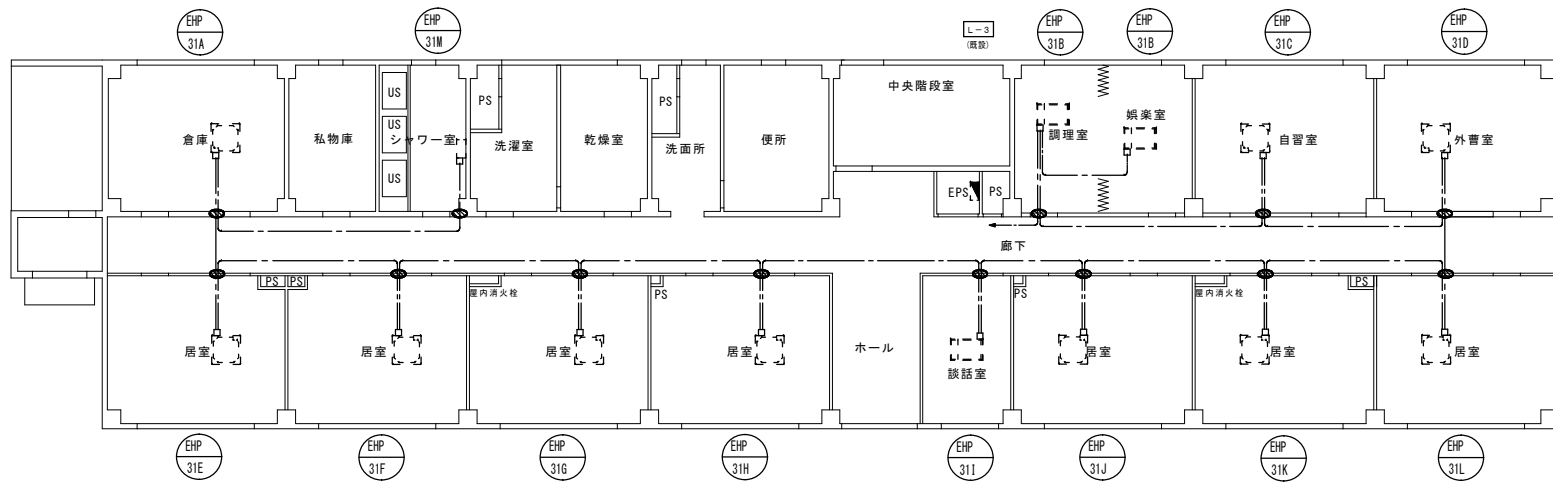 EHP
31A
EHP
31M
L-3
(既設)
EHP
31B
EHP
31B
EHP
31C
EHP
31D
倉庫
私物庫
US
US
US
シャワー室
PS
洗濯室
乾燥室
PS
洗面所
便所
中央階段室
EPS
PS
調理室
娯楽室
自習室
外曹室
廊下
PS
PS
屋内消火栓
PS
PS
屋内消火栓
PS
居室
居室
居室
居室
ホール
談話室
居室
居室
居室
EHP
31E
EHP
31F
EHP
31G
EHP
31H
EHP
31I
EHP
31J
EHP
31K
EHP
31L